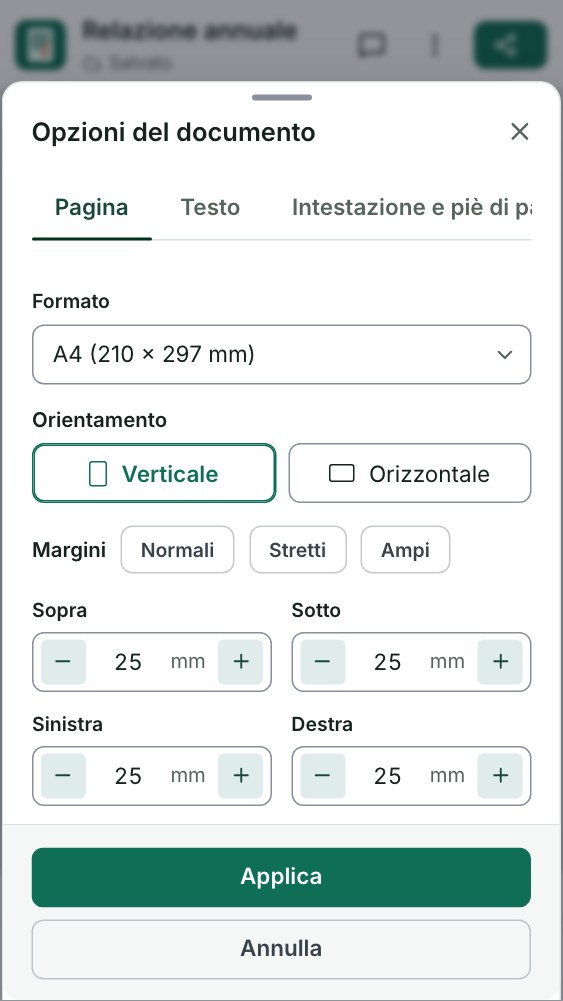 Relazione annuale
Salvato
Opzioni del documento
Pagina Testo Intestazione e piè di
Formato
A4 (210 × 297 mm)
Orientamento
Verticale Orizzontale
Margini Normali Stretti Ampi
Sopra Sotto
− 25 mm + − 25 mm +
Sinistra Destra
− 25 mm + − 25 mm +
Applica
Annulla